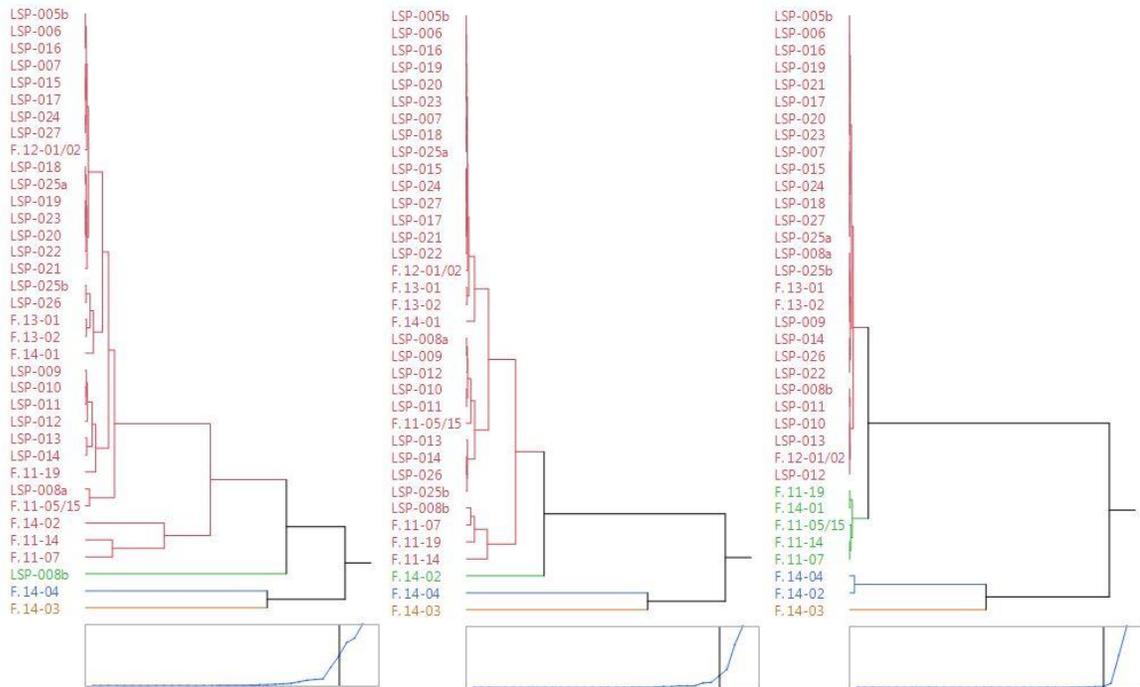 LSP-005b
LSP-006
LSP-016
LSP-007
LSP-015
LSP-017
LSP-024
LSP-027
F.12-01/02
LSP-018
LSP-025a
LSP-019
LSP-023
LSP-020
LSP-022
LSP-021
LSP-025b
LSP-026
F.13-01
F.13-02
F.14-01
LSP-009
LSP-010
LSP-011
LSP-012
LSP-013
LSP-014
F.11-19
LSP-008a
F.11-05/15
F.14-02
F.11-14
F.11-07
LSP-008b
F.14-04
F.14-03
LSP-005b
LSP-006
LSP-016
LSP-019
LSP-020
LSP-023
LSP-007
LSP-018
LSP-025a
LSP-015
LSP-024
LSP-027
LSP-017
LSP-021
LSP-022
F.12-01/02
F.13-01
F.13-02
F.14-01
LSP-008a
LSP-009
LSP-012
LSP-010
LSP-011
F.11-05/15
LSP-013
LSP-014
LSP-026
LSP-025b
LSP-008b
F.11-07
F.11-19
F.11-14
F.14-02
F.14-04
F.14-03
LSP-005b
LSP-006
LSP-016
LSP-019
LSP-021
LSP-017
LSP-020
LSP-023
LSP-007
LSP-015
LSP-024
LSP-018
LSP-027
LSP-025a
LSP-008a
LSP-025b
F.13-01
F.13-02
LSP-009
LSP-014
LSP-026
LSP-022
LSP-008b
LSP-011
LSP-010
LSP-013
F.12-01/02
LSP-012
F.11-19
F.14-01
F.11-05/15
F.11-14
F.11-07
F.14-04
F.14-02
F.14-03